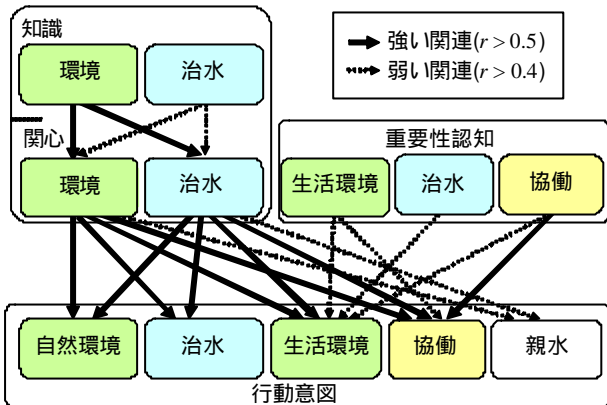 知識
環境 治水
強い関連(r > 0.5)
弱い関連(r > 0.4)
関心
環境 治水
重要性認知
生活環境 治水 協働
自然環境 治水 生活環境 協働 親水
行動意図